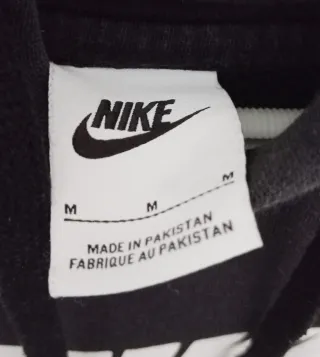 NIKE
M M M
MADE IN PAKISTAN
FABRIQUE AU PAKISTAN